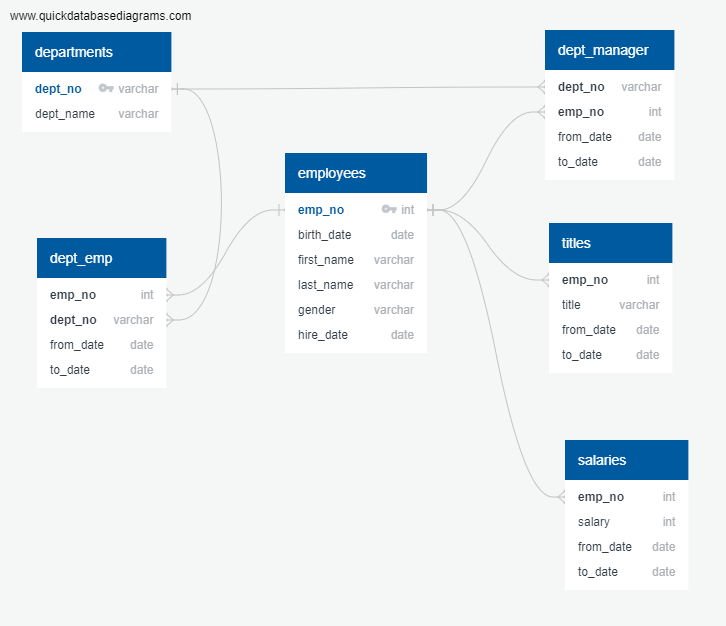 www.quickdatabasediagrams.com
departments
dept_no varchar
dept_name varchar
dept_manager
dept_no varchar
emp_no int
from_date date
to_date date
employees
emp_no int
birth_date date
first_name varchar
last_name varchar
gender varchar
hire_date date
dept_emp
emp_no int
dept_no varchar
from_date date
to_date date
titles
emp_no int
title varchar
from_date date
to_date date
salaries
emp_no int
salary int
from_date date
to_date date